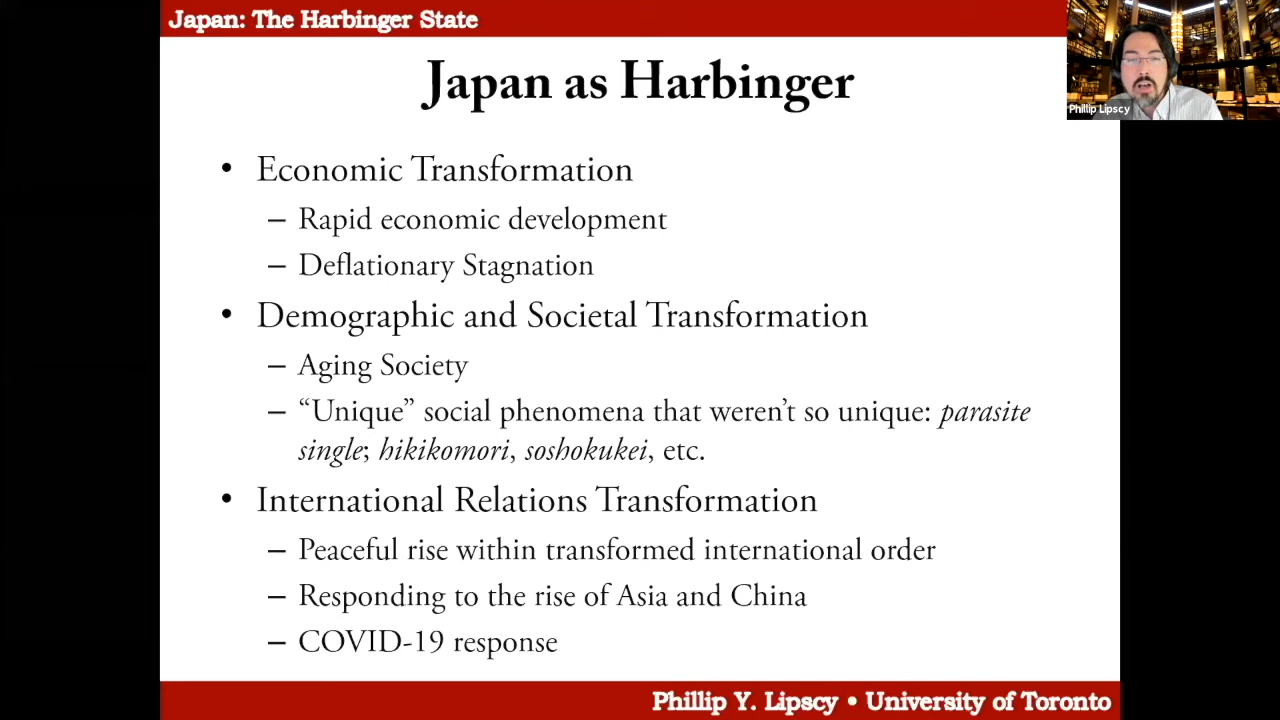 Japan: The Harbinger State
Phillip Lipscy
Japan as Harbinger
• Economic Transformation
– Rapid economic development
– Deflationary Stagnation
• Demographic and Societal Transformation
– Aging Society
– “Unique” social phenomena that weren’t so unique: parasite
single; hikikomori, soshokukei, etc.
• International Relations Transformation
– Peaceful rise within transformed international order
– Responding to the rise of Asia and China
– COVID-19 response
Phillip Y. Lipscy • University of Toronto